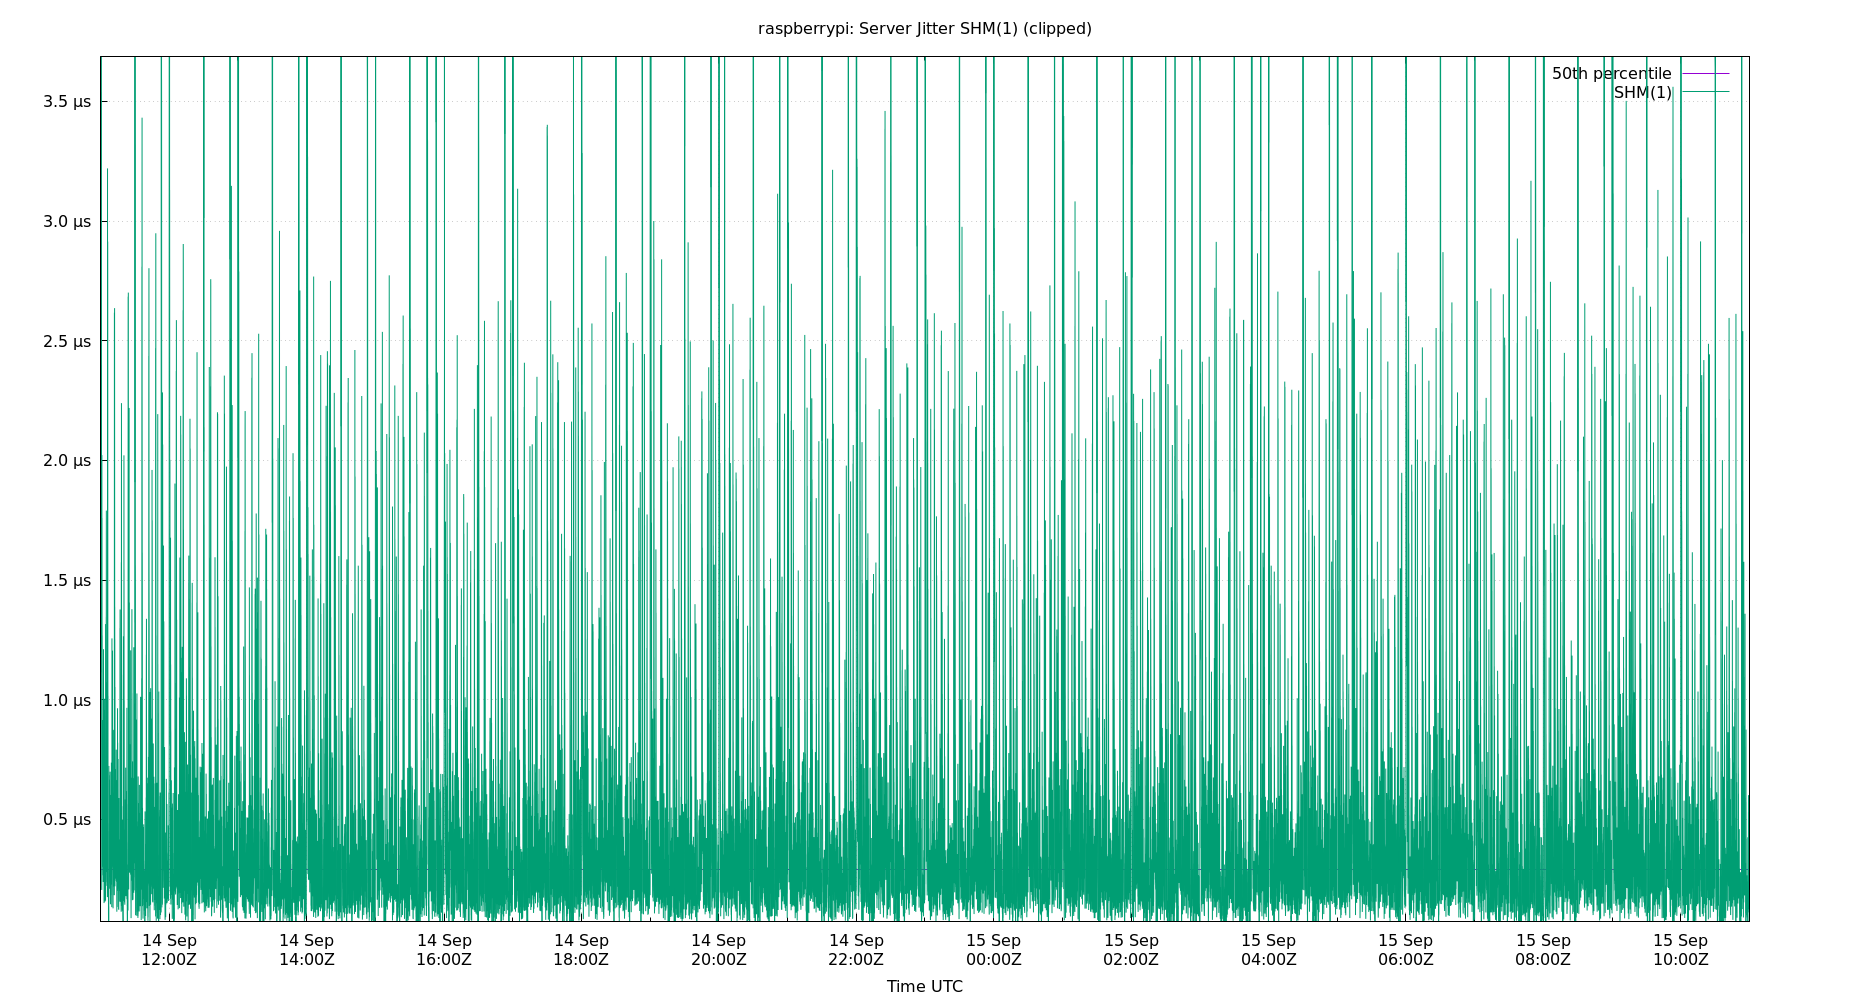 raspberrypi: Server Jitter SHM(1) (clipped)
50th percentile
SHM(1)
3.5 µs
3.0 µs
2.5 µs
2.0 µs
1.5 µs
1.0 µs
0.5 µs
14 Sep 14 Sep 14 Sep 14 Sep 14 Sep 14 Sep 15 Sep 15 Sep 15 Sep 15 Sep 15 Sep 15 Sep
12:00Z 14:00Z 16:00Z 18:00Z 20:00Z 22:00Z 00:00Z 02:00Z 04:00Z 06:00Z 08:00Z 10:00Z
Time UTC